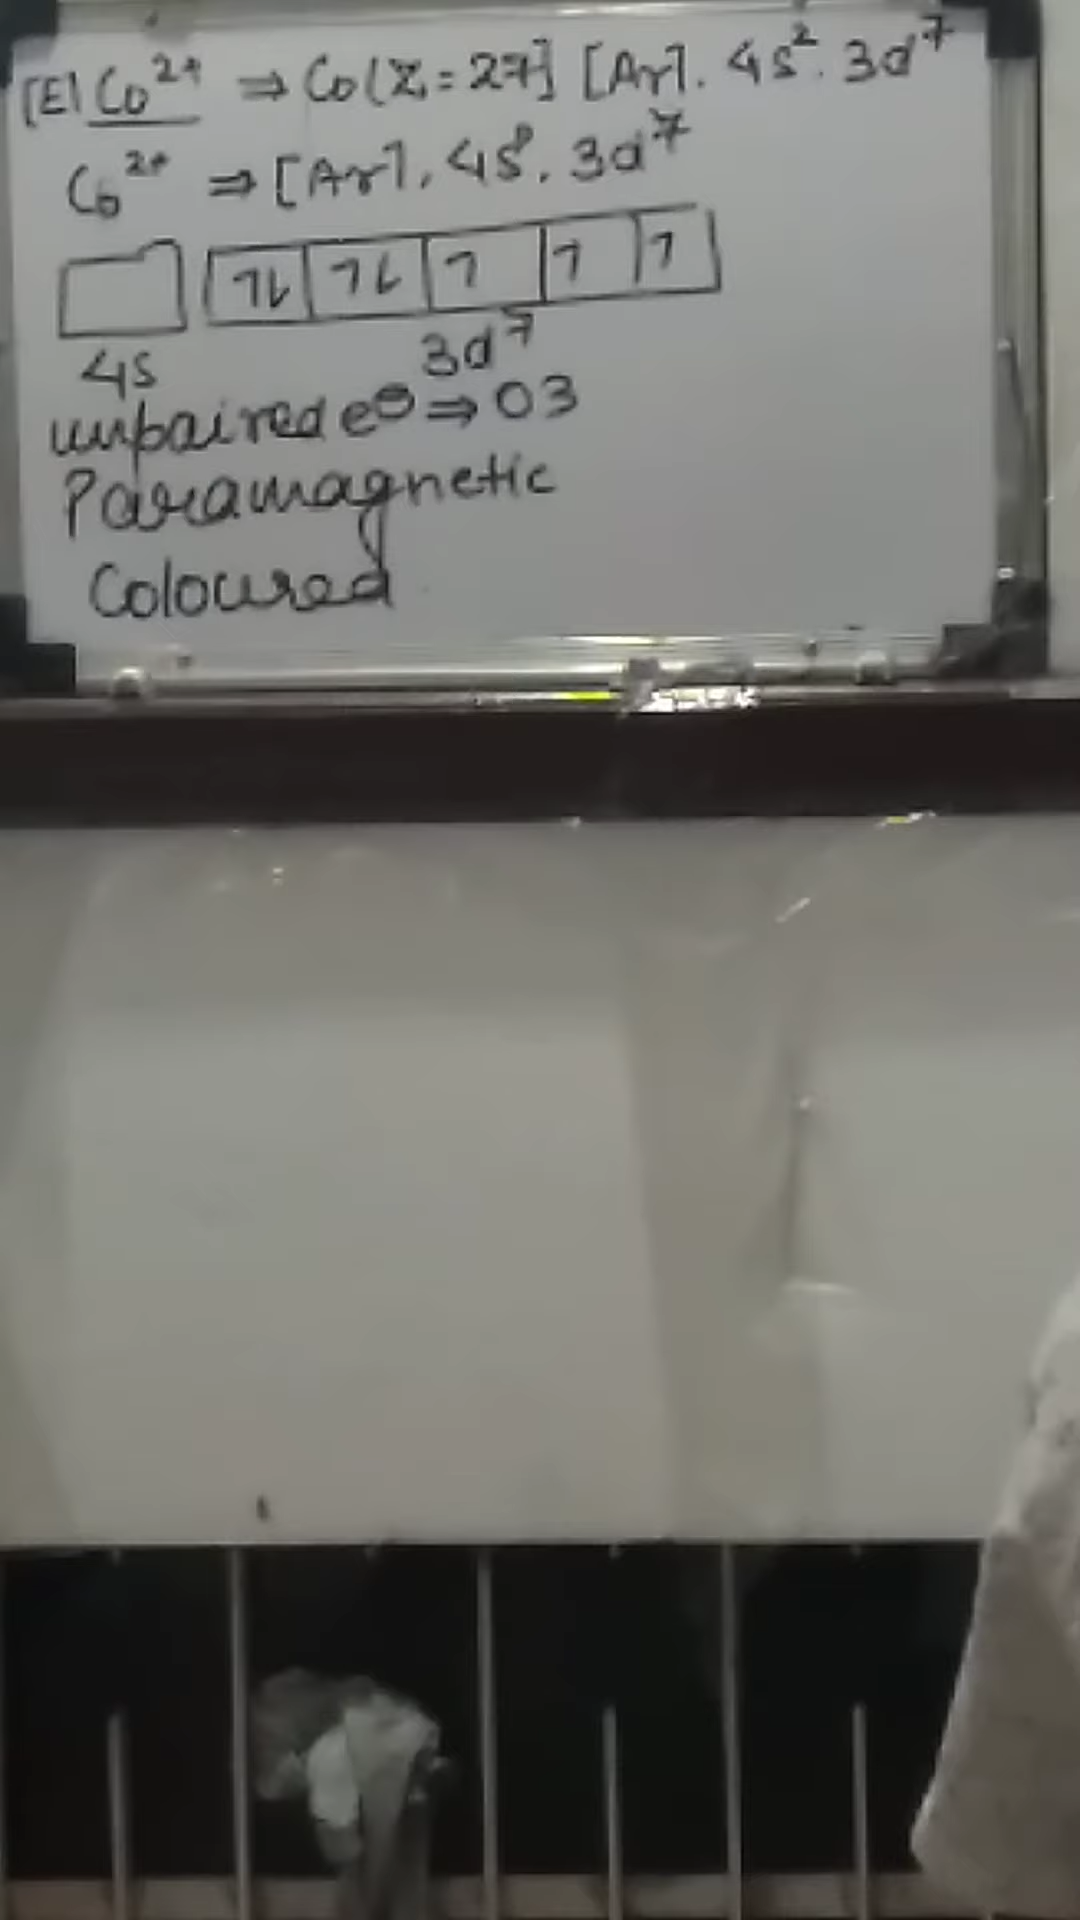 [E] Co²⁺ ⇒ Co(Z=27] [Ar]. 4s². 3d⁷
Co²⁺ ⇒ [Ar]. 4s⁰. 3d⁷
1L 1L 1 1 1
4s 3d⁷
unpaired e⊖ ⇒ 03
Paramagnetic
Coloured